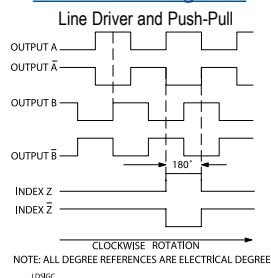 Line Driver and Push-Pull
OUTPUT A
OUTPUT A̅
OUTPUT B
OUTPUT B̅
180°
INDEX Z
INDEX Z̅
CLOCKWISE ROTATION
NOTE: ALL DEGREE REFERENCES ARE ELECTRICAL DEGREE
LDSIGC